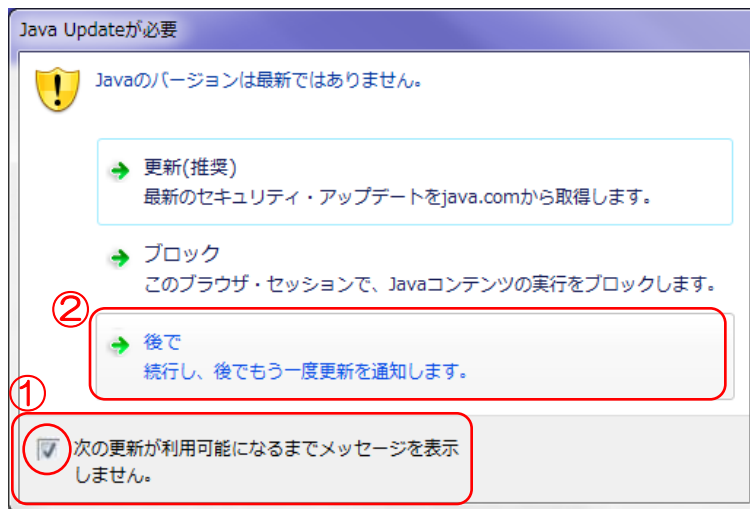 Java Updateが必要
Javaのバージョンは最新ではありません。
更新(推奨)
最新のセキュリティ・アップデートをjava.comから取得します。
ブロック
このブラウザ・セッションで、Javaコンテンツの実行をブロックします。
②
後で
続行し、後でもう一度更新を通知します。
①
次の更新が利用可能になるまでメッセージを表示
しません。